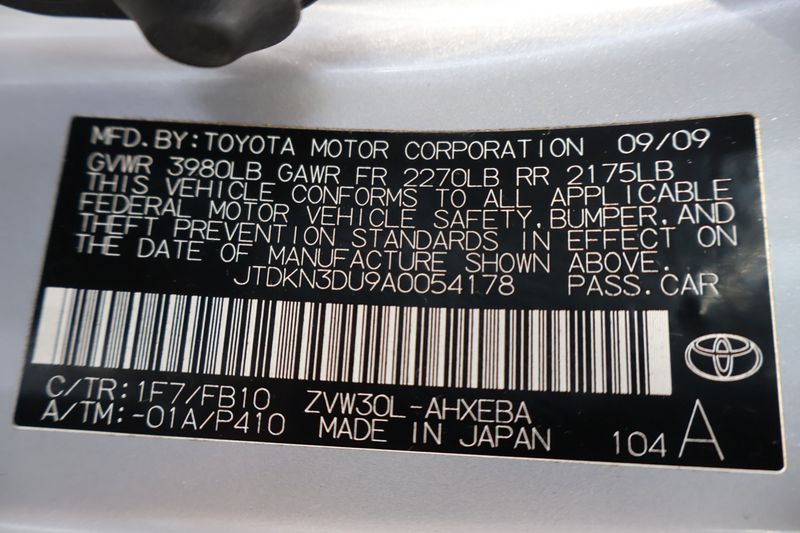 MFD. BY: TOYOTA MOTOR CORPORATION 09/09
GVWR 3980LB GAWR FR 2270LB RR 2175LB
THIS VEHICLE CONFORMS TO ALL APPLICABLE
FEDERAL MOTOR VEHICLE SAFETY, BUMPER, AND
THEFT PREVENTION STANDARDS IN EFFECT ON
THE DATE OF MANUFACTURE SHOWN ABOVE.
JTDKN3DU9A0054178 PASS. CAR
C/TR: 1F7/FB10 ZVW30L-AHXEBA
A/TM: -01A/P410 MADE IN JAPAN 104 A